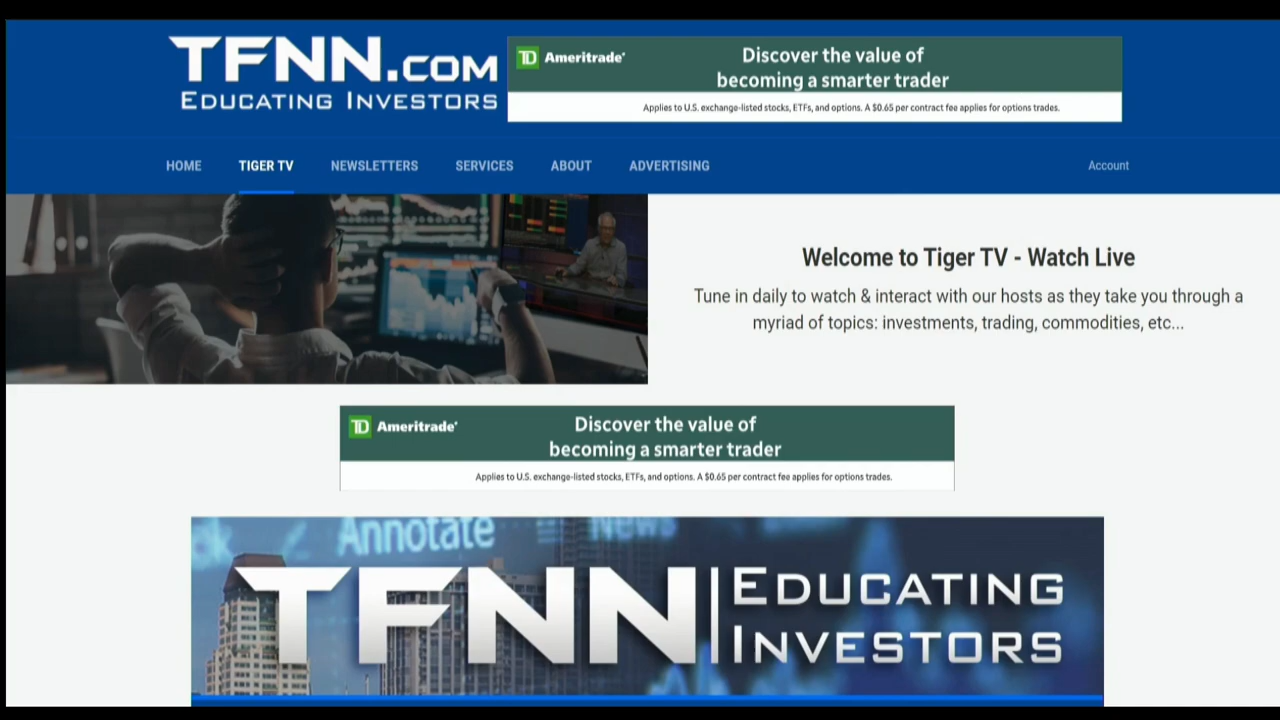 TFNN.COM
EDUCATING INVESTORS
TD Ameritrade®
Discover the value of
becoming a smarter trader
Applies to U.S. exchange-listed stocks, ETFs, and options. A $0.65 per contract fee applies for options trades.
HOME TIGER TV NEWSLETTERS SERVICES ABOUT ADVERTISING Account
Welcome to Tiger TV - Watch Live
Tune in daily to watch & interact with our hosts as they take you through a
myriad of topics: investments, trading, commodities, etc...
TD Ameritrade®
Discover the value of
becoming a smarter trader
Applies to U.S. exchange-listed stocks, ETFs, and options. A $0.65 per contract fee applies for options trades.
ck Annotate News
TFNN
EDUCATING
INVESTORS